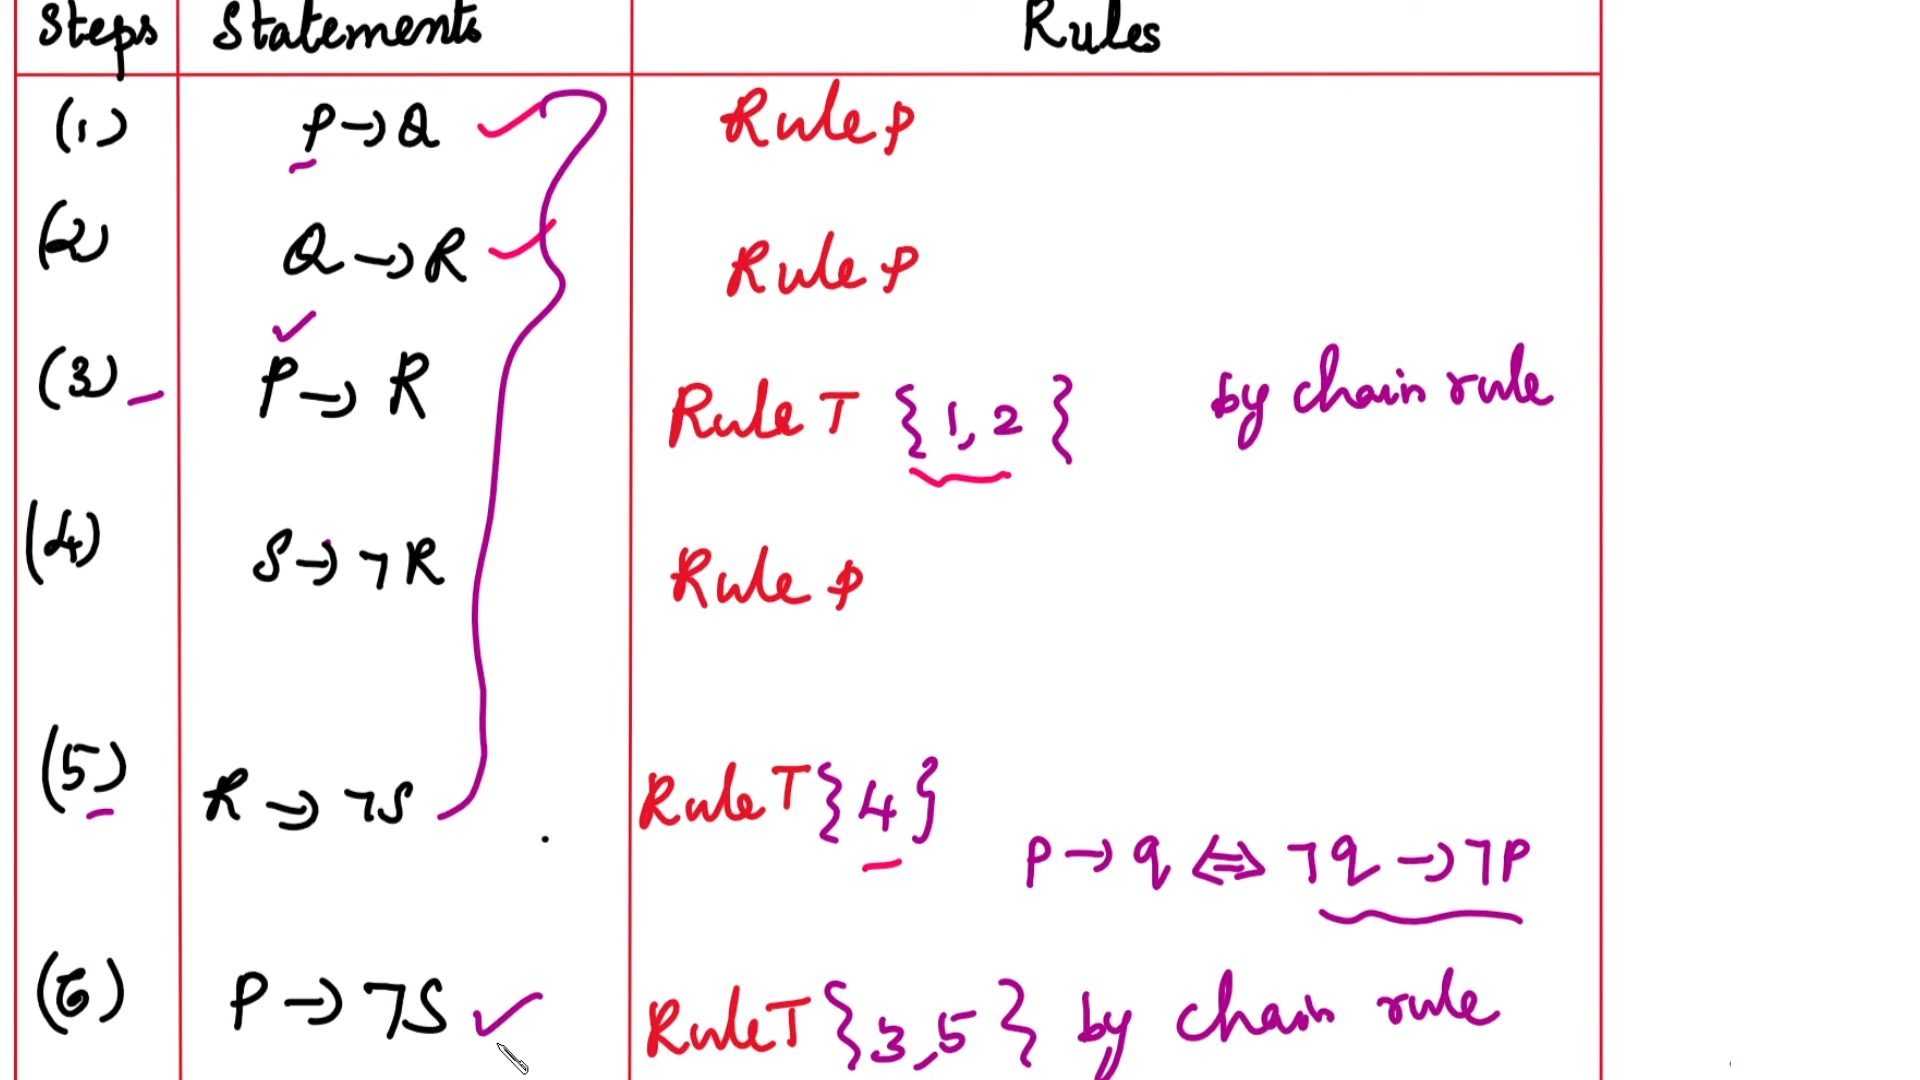 Steps Statements Rules
(1) P→Q Rule P
(2) Q→R Rule P
(3) P→R Rule T {1,2} by chain rule
(4) S→¬R Rule P
(5) R→¬S Rule T {4}
p→q⇔¬q→¬p
(6) P→¬S Rule T {3,5} by chain rule